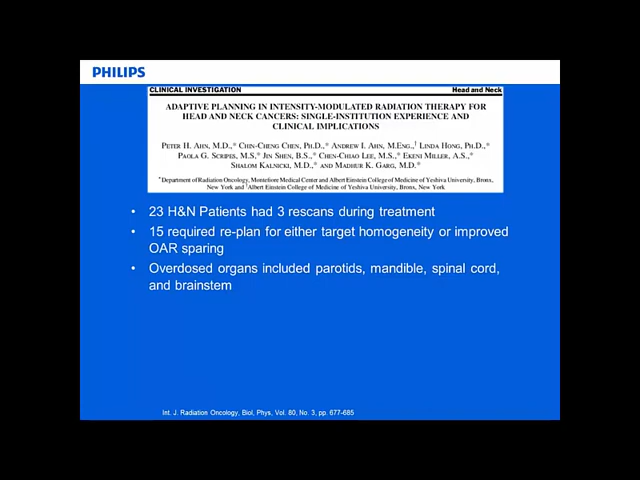 PHILIPS
CLINICAL INVESTIGATION Head and Neck
ADAPTIVE PLANNING IN INTENSITY-MODULATED RADIATION THERAPY FOR
HEAD AND NECK CANCERS: SINGLE-INSTITUTION EXPERIENCE AND
CLINICAL IMPLICATIONS
Peter H. Ahn, M.D.,* Chin-Cheng Chen, Ph.D.,* Andrew I. Ahn, M.Eng.,† Linda Hong, Ph.D.,*
Paola G. Scripes, M.S,* Jin Shen, B.S.,* Chen-Chiao Lee, M.S.,* Ekeni Miller, A.S.,*
Shalom Kalnicki, M.D.,* and Madhur K. Garg, M.D.*
*Department of Radiation Oncology, Montefiore Medical Center and Albert Einstein College of Medicine of Yeshiva University, Bronx,
New York and †Albert Einstein College of Medicine of Yeshiva University, Bronx, New York
• 23 H&N Patients had 3 rescans during treatment
• 15 required re-plan for either target homogeneity or improved
OAR sparing
• Overdosed organs included parotids, mandible, spinal cord,
and brainstem
Int. J. Radiation Oncology, Biol, Phys, Vol. 80, No. 3, pp. 677-685